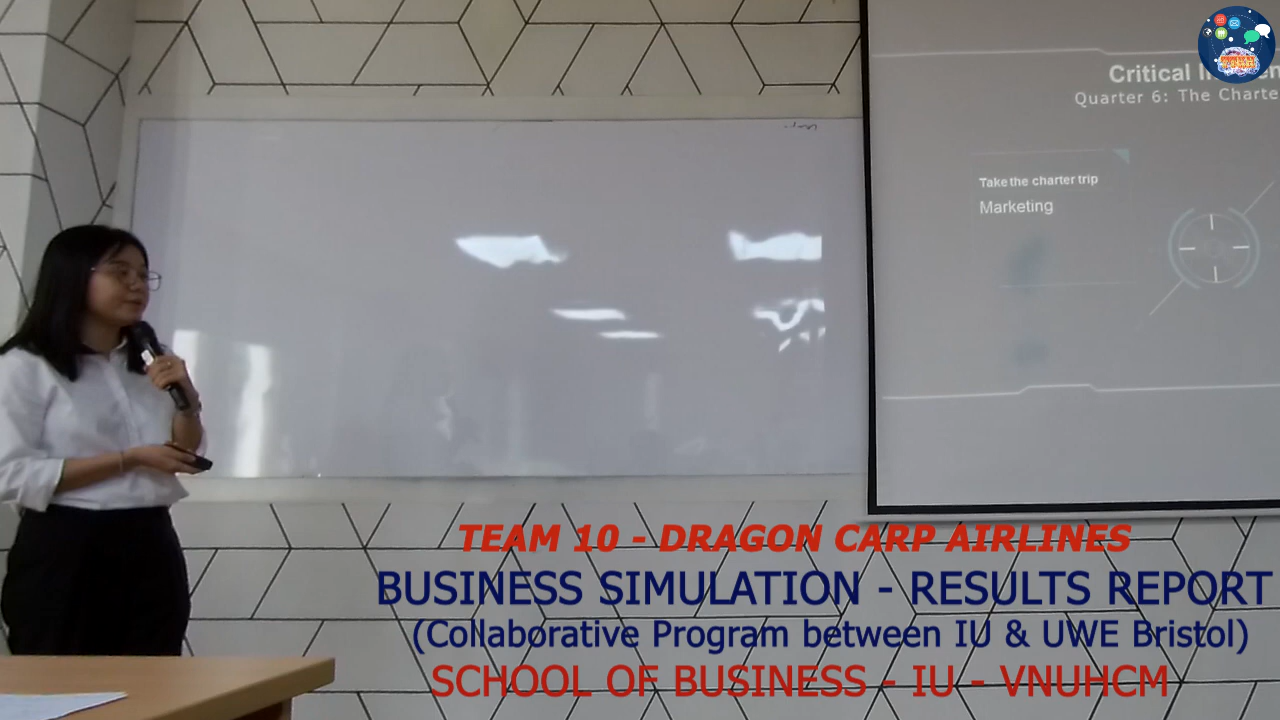 Critical
Quarter 6: The Charte
Take the charter trip
Marketing
TEAM 10 - DRAGON CARP AIRLINES
BUSINESS SIMULATION - RESULTS REPORT
(Collaborative Program between IU & UWE Bristol)
SCHOOL OF BUSINESS - IU - VNUHCM